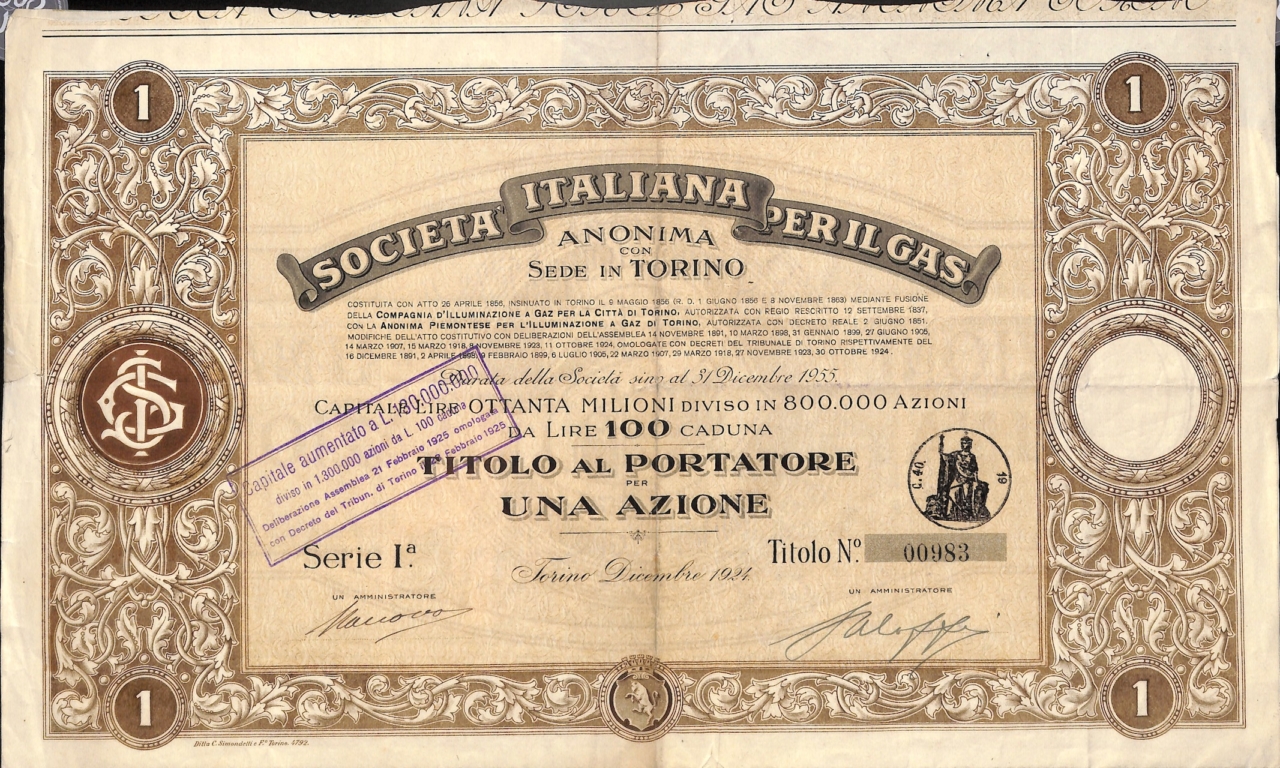 1
1
SOCIETÀ ITALIANA PER IL GAS
ANONIMA
CON
SEDE IN TORINO
COSTITUITA CON ATTO 26 APRILE 1856, INSINUATO IN TORINO IL 9 MAGGIO 1856 (R. D. 1 GIUGNO 1856 E 8 NOVEMBRE 1863) MEDIANTE FUSIONE
DELLA COMPAGNIA D'ILLUMINAZIONE A GAZ PER LA CITTÀ DI TORINO, AUTORIZZATA CON REGIO RESCRITTO 12 SETTEMBRE 1837,
CON LA ANONIMA PIEMONTESE PER L'ILLUMINAZIONE A GAZ DI TORINO, AUTORIZZATA CON DECRETO REALE 2 GIUGNO 1851.
MODIFICHE DELL'ATTO COSTITUTIVO CON DELIBERAZIONI DELL'ASSEMBLEA 14 NOVEMBRE 1891, 10 MARZO 1898, 31 GENNAIO 1899, 27 GIUGNO 1905,
14 MARZO 1907, 15 MARZO 1918, 8 NOVEMBRE 1923, 11 OTTOBRE 1924, OMOLOGATE CON DECRETI DEL TRIBUNALE DI TORINO RISPETTIVAMENTE DEL
16 DICEMBRE 1891, 2 APRILE 1898, 9 FEBBRAIO 1899, 6 LUGLIO 1905, 22 MARZO 1907, 29 MARZO 1918, 27 NOVEMBRE 1923, 30 OTTOBRE 1924.
Durata della Società sino al 31 Dicembre 1955.
CAPITALE LIRE OTTANTA MILIONI DIVISO IN 800.000 AZIONI
DA LIRE 100 CADUNA
Capitale aumentato a L. 130.000.000
diviso in 1.300.000 azioni da L. 100 caduna
Deliberazione Assemblea 21 Febbraio 1925 omologata
con Decreto del Tribun. di Torino Febbraio 1925
TITOLO AL PORTATORE
PER
UNA AZIONE
C. 40
19
Serie Iª.
Titolo Nº. 00983
Torino Dicembre 1924.
UN AMMINISTRATORE
UN AMMINISTRATORE
1
1
Ditta C. Simondetti e Fº. Torino. 4792.